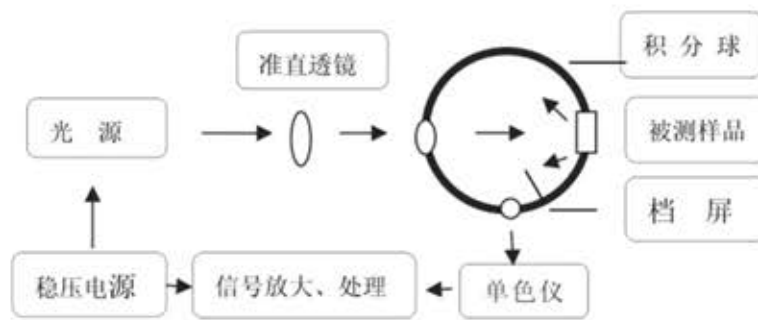 准直透镜
积 分 球
光 源
被测样品
档 屏
稳压电源
信号放大、处理
单色仪